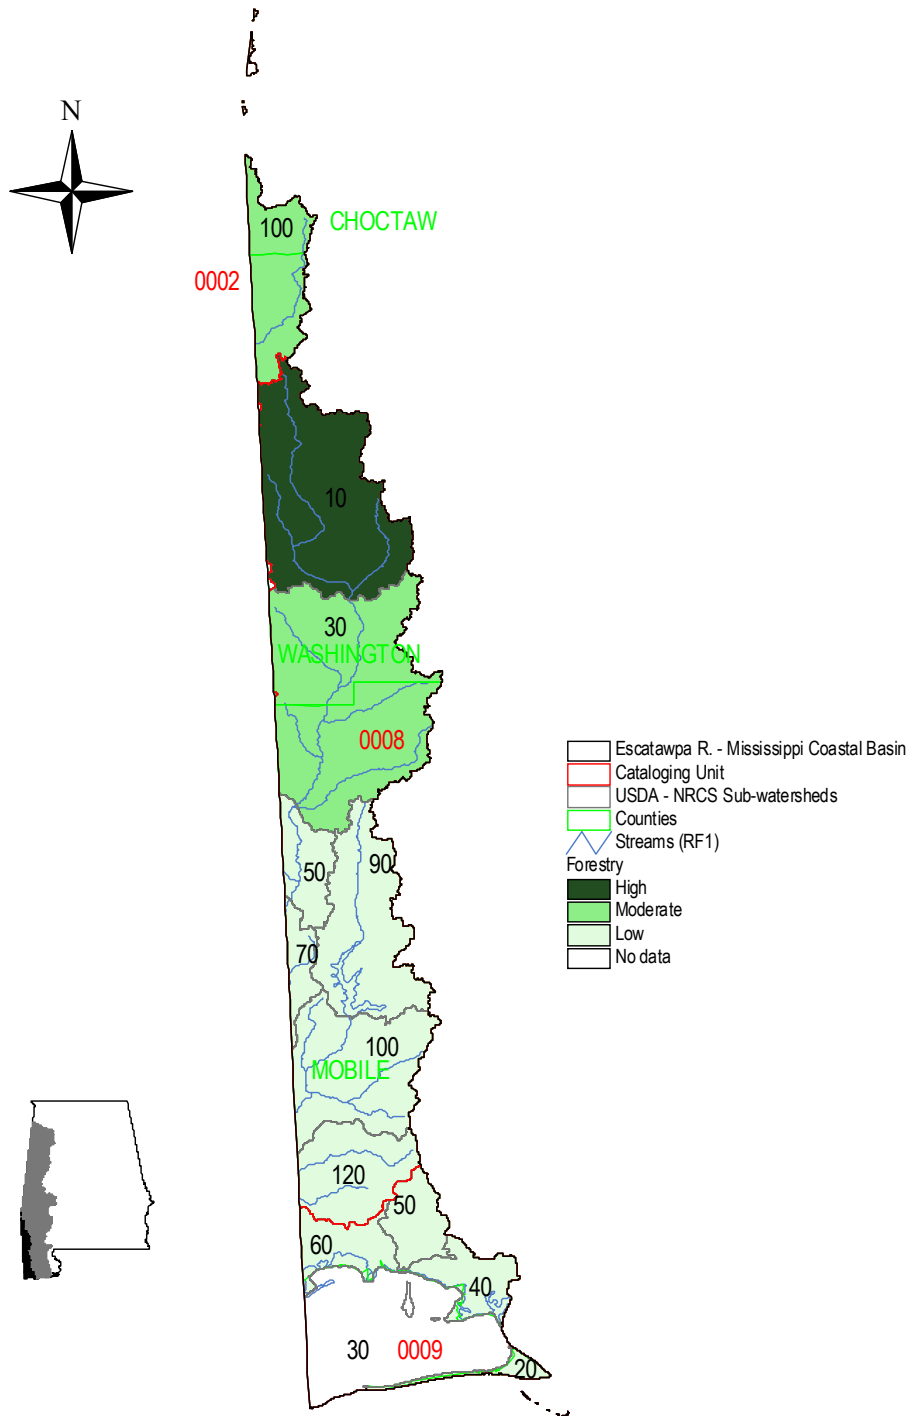 N
100
CHOCTAW
0002
10
30
WASHINGTON
0008
Escatawpa R. - Mississippi Coastal Basin
Cataloging Unit
USDA - NRCS Sub-watersheds
Counties
Streams (RF1)
Forestry
High
Moderate
Low
No data
90
50
70
100
MOBILE
120
50
60
40
30
0009
20